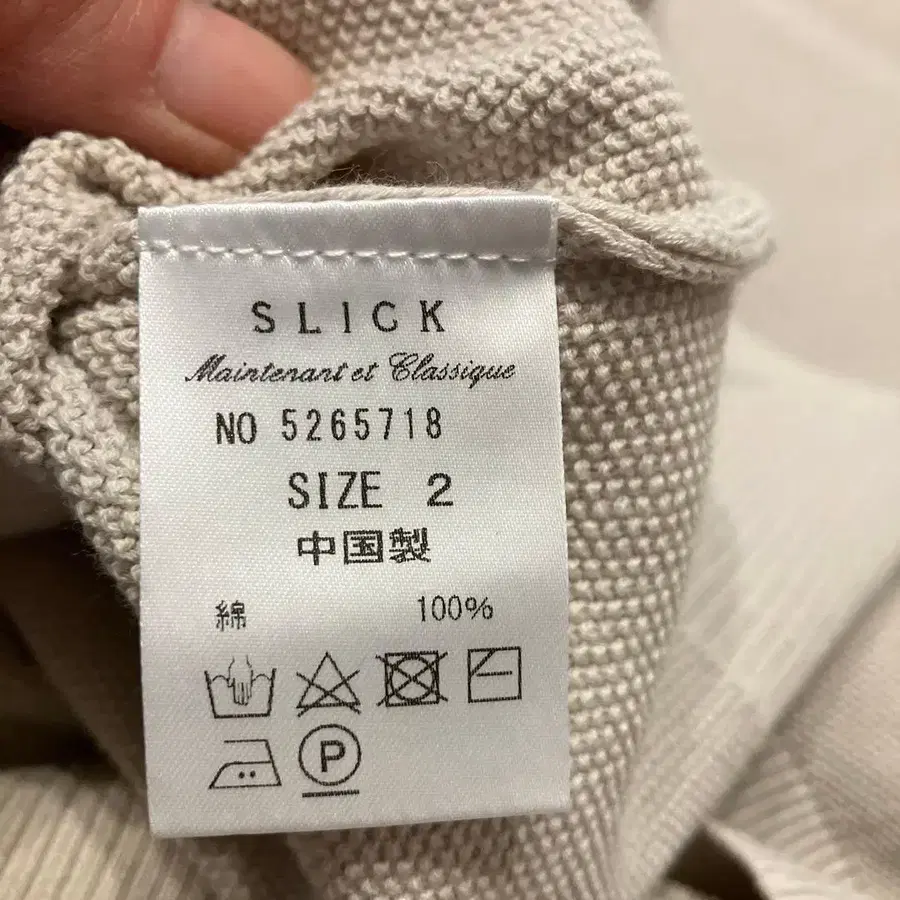 SLICK
Maintenant et Classique
NO 5265718
SIZE 2
中国製
綿 100%
P